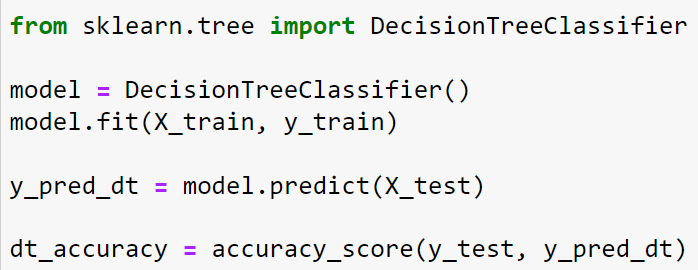 from sklearn.tree import DecisionTreeClassifier
model = DecisionTreeClassifier()
model.fit(X_train, y_train)
y_pred_dt = model.predict(X_test)
dt_accuracy = accuracy_score(y_test, y_pred_dt)